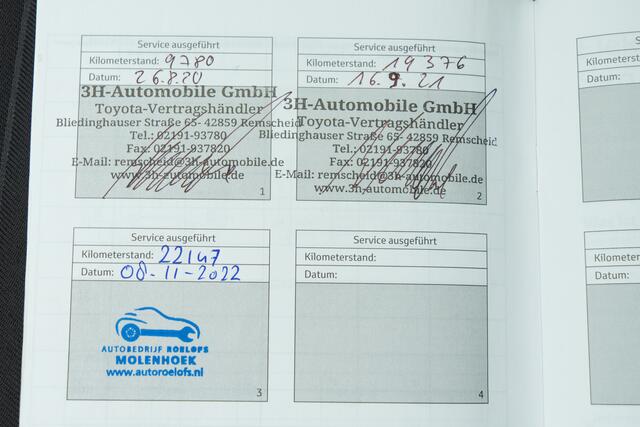 Service ausgeführt
Kilometerstand: 9780
Datum: 26.8.20
3H-Automobile GmbH
Toyota-Vertragshändler
Bliedinghauser Straße 65- 42859 Remscheid
Tel.: 02191-93780
Fax: 02191-937820
E-Mail: remscheid@3h-automobile.de
www.3h-automobile.de
1
Service ausgeführt
Kilometerstand: 19376
Datum: 16.9.21
3H-Automobile GmbH
Toyota-Vertragshändler
Bliedinghauser Straße 65- 42859 Remscheid
Tel.: 02191-93780
Fax: 02191-937820
E-Mail: remscheid@3h-automobile.de
www.3h-automobile.de
2
Service ausgeführt
Kilometerstand: 22147
Datum: 08-11-2022
AUTOBEDRIJF ROELOFS
MOLENHOEK
www.autoroelofs.nl
3
Service ausgeführt
Kilometerstand:
Datum:
4
Kilometers
Datum:
Kilometer
Datum: